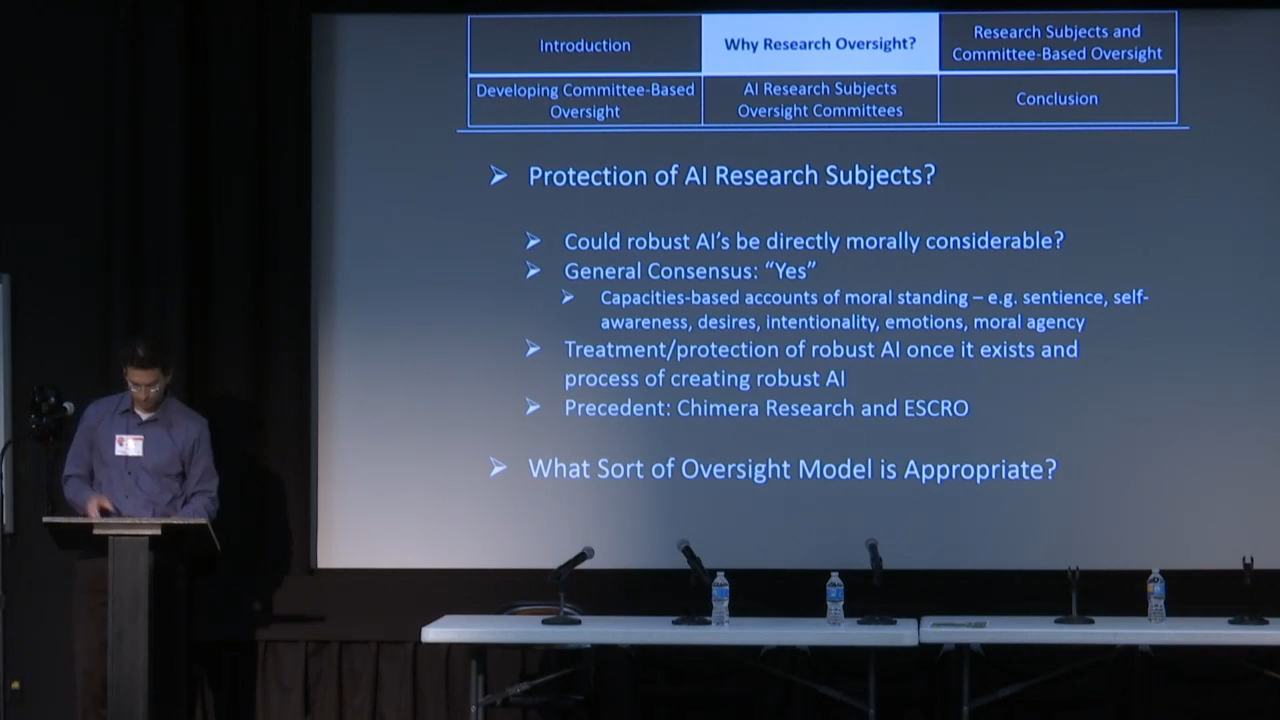 Introduction
Why Research Oversight?
Research Subjects and
Committee-Based Oversight
Developing Committee-Based
Oversight
AI Research Subjects
Oversight Committees
Conclusion
Protection of AI Research Subjects?
Could robust AI's be directly morally considerable?
General Consensus: “Yes”
Capacities-based accounts of moral standing – e.g. sentience, self-
awareness, desires, intentionality, emotions, moral agency
Treatment/protection of robust AI once it exists and
process of creating robust AI
Precedent: Chimera Research and ESCRO
What Sort of Oversight Model is Appropriate?